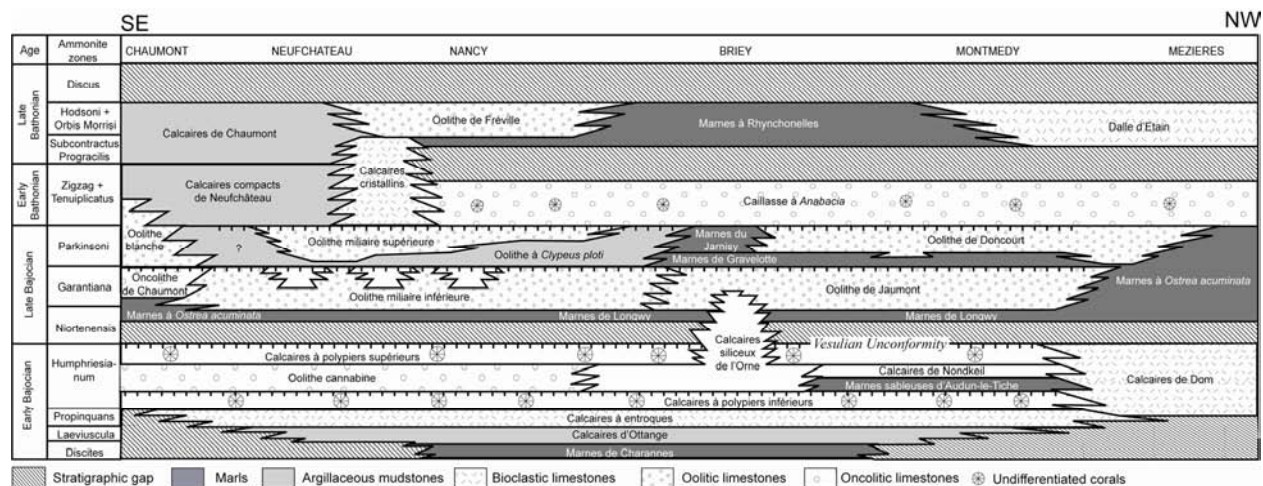 SE
NW
Age
Ammonite
zones
CHAUMONT
NEUFCHATEAU
NANCY
BRIEY
MONTMEDY
MEZIERES
Late
Bathonian
Discus
Hodsoni +
Orbis Morrisi
Subcontractus
Progracilis
Calcaires de Chaumont
Oolithe de Fréville
Marnes à Rhynchonelles
Dalle d'Etain
Early
Bathonian
Zigzag +
Tenuiplicatus
Calcaires compacts
de Neufchâteau
Calcaires
cristallins
Caillasse à Anabacia
Late Bajocian
Parkinsoni
Oolithe
blanche
?
Oolithe miliaire supérieure
Oolithe à Clypeus ploti
Marnes du
Jarnisy
Marnes de Gravelotte
Oolithe de Doncourt
Garantiana
Oncolithe
de Chaumont
Oolithe miliaire inférieure
Oolithe de Jaumont
Marnes à Ostrea acuminata
Niortenensis
Marnes à Ostrea acuminata
Marnes de Longwy
Marnes de Longwy
Early Bajocian
Humphriesia-
num
Calcaires à polypiers supérieurs
Calcaires
siliceux
de l'Orne
Vesulian Unconformity
Oolithe cannabine
Calcaires de Nondkeil
Marnes sableuses d'Audun-le-Tiche
Calcaires de Dom
Calcaires à polypiers inférieurs
Propinquans
Calcaires à entroques
Laeviuscula
Calcaires d'Ottange
Discites
Marnes de Charannes
Stratigraphic gap
Marls
Argillaceous mudstones
Bioclastic limestones
Oolitic limestones
Oncolitic limestones
Undifferentiated corals